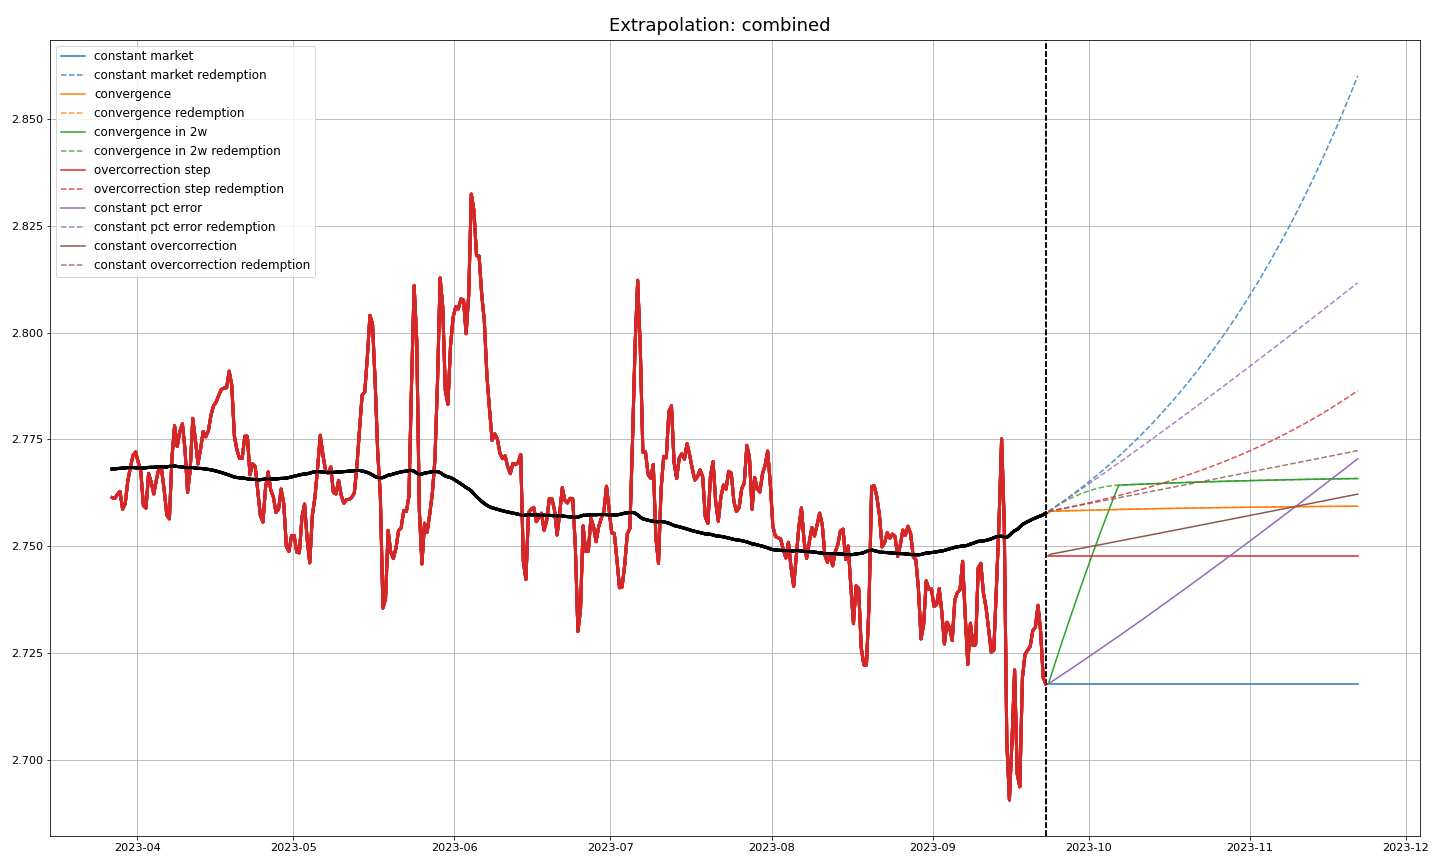 Extrapolation: combined
constant market
constant market redemption
convergence
convergence redemption
convergence in 2w
convergence in 2w redemption
overcorrection step
overcorrection step redemption
constant pct error
constant pct error redemption
constant overcorrection
constant overcorrection redemption
2.850
2.825
2.800
2.775
2.750
2.725
2.700
2023-04 2023-05 2023-06 2023-07 2023-08 2023-09 2023-10 2023-11 2023-12